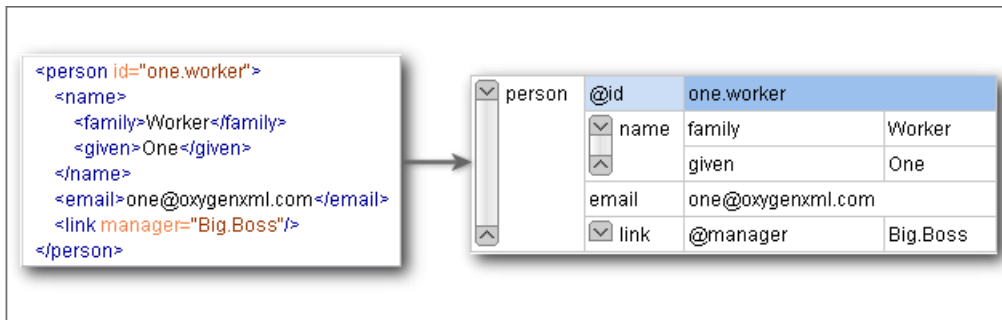 <person id="one.worker">
<name>
<family>Worker</family>
<given>One</given>
</name>
<email>one@oxygenxml.com</email>
<link manager="Big.Boss"/>
</person>
person @id one.worker
name family Worker
given One
email one@oxygenxml.com
link @manager Big.Boss